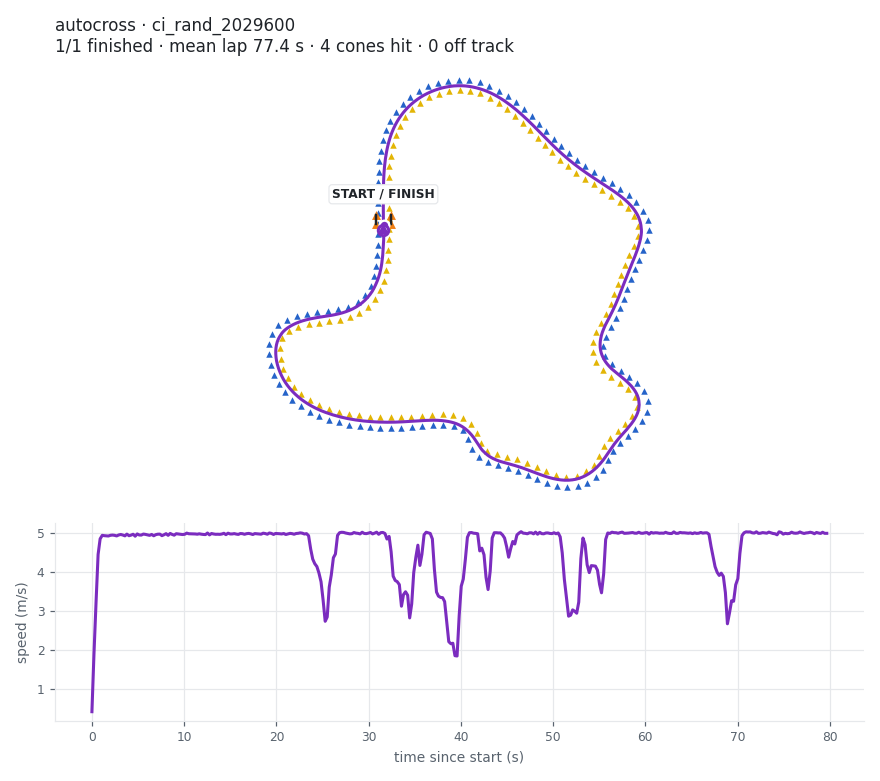 autocross · ci_rand_2029600
1/1 finished · mean lap 77.4 s · 4 cones hit · 0 off track
START / FINISH
5
4
3
2
1
speed (m/s)
0 10 20 30 40 50 60 70 80
time since start (s)